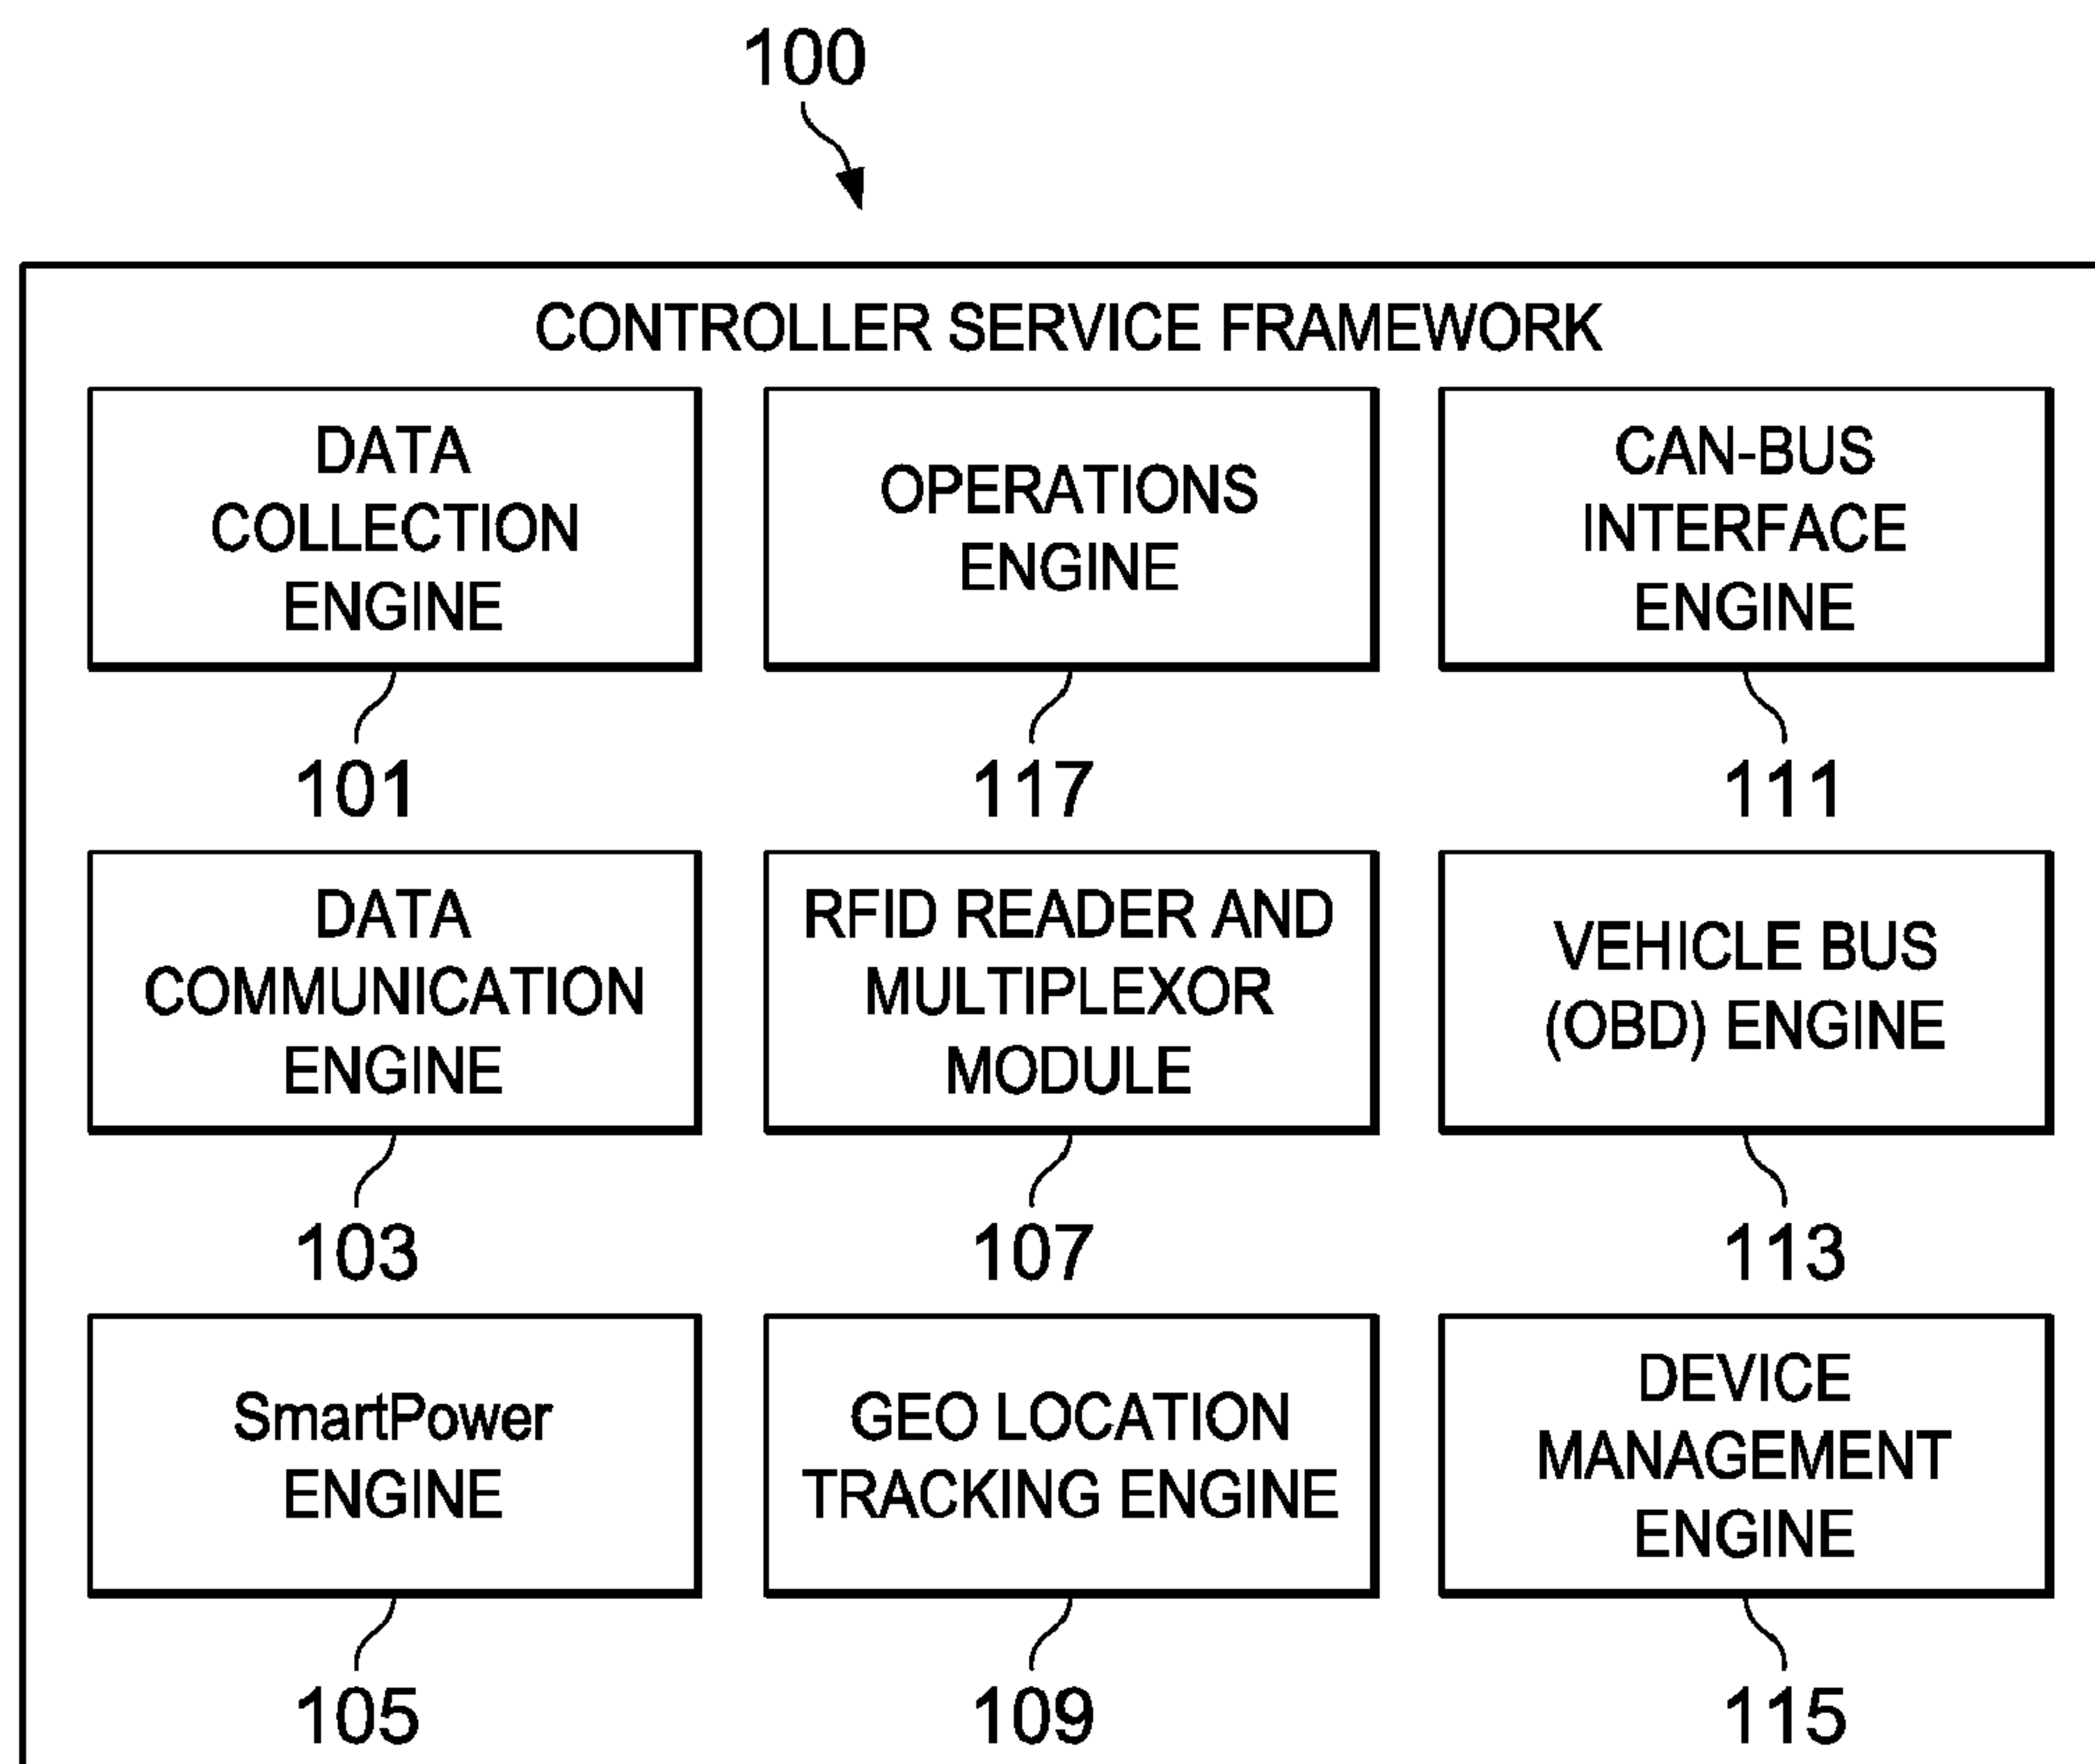 100
CONTROLLER SERVICE FRAMEWORK
DATA
COLLECTION
ENGINE
101
OPERATIONS
ENGINE
117
CAN-BUS
INTERFACE
ENGINE
111
DATA
COMMUNICATION
ENGINE
103
RFID READER AND
MULTIPLEXOR
MODULE
107
VEHICLE BUS
(OBD) ENGINE
113
SmartPower
ENGINE
105
GEO LOCATION
TRACKING ENGINE
109
DEVICE
MANAGEMENT
ENGINE
115